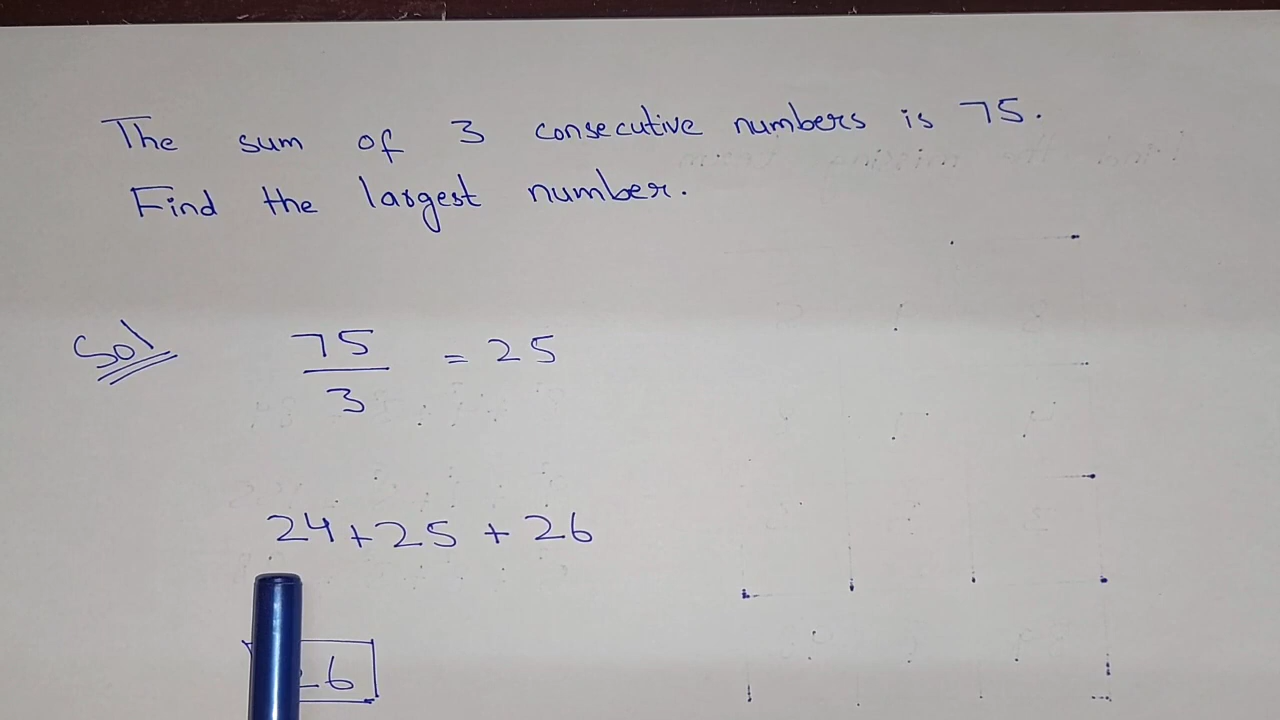 The sum of 3 consecutive numbers is 75.
Find the largest number.
Sol
75
3
= 25
24+25 + 26
26